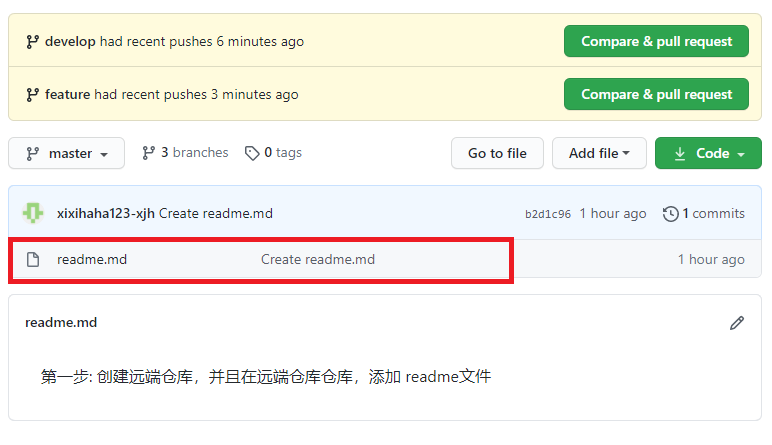 develop had recent pushes 6 minutes ago Compare & pull request
feature had recent pushes 3 minutes ago Compare & pull request
master 3 branches 0 tags Go to file Add file Code
xixihaha123-xjh Create readme.md b2d1c96 1 hour ago 1 commits
readme.md Create readme.md 1 hour ago
readme.md
第一步: 创建远端仓库，并且在远端仓库仓库，添加 readme文件